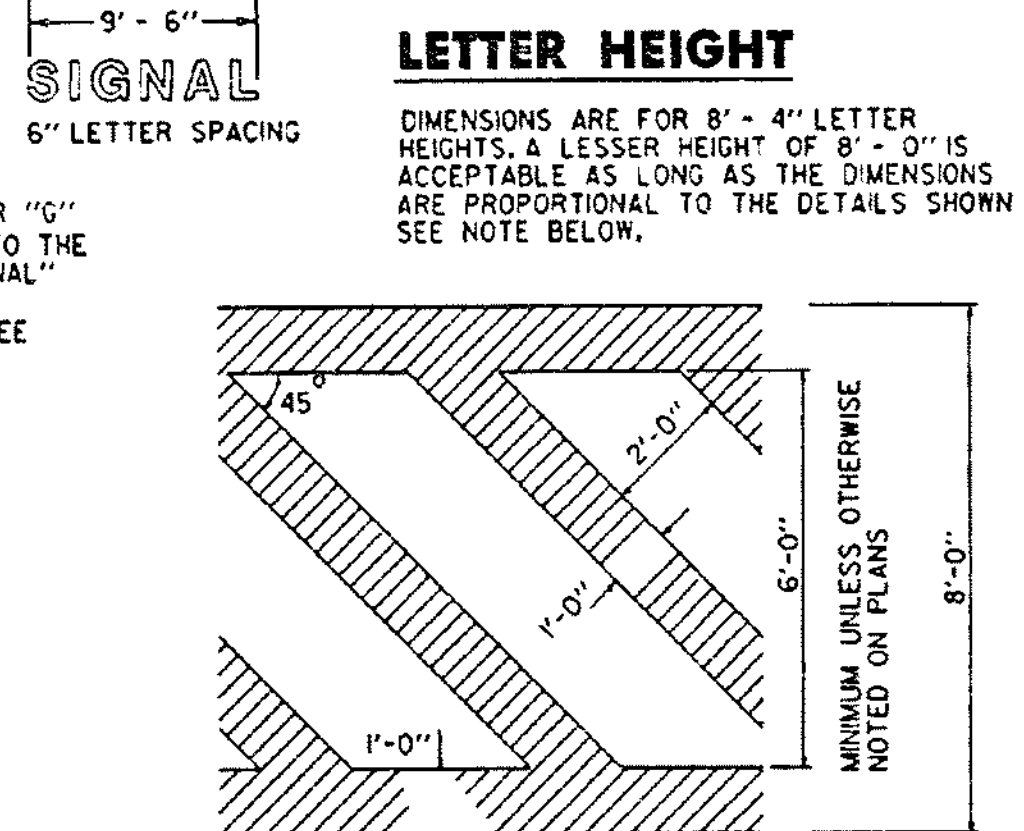 9' - 6"
SIGNAL
6" LETTER SPACING
R "G"
O THE
NAL"
EE
LETTER HEIGHT
DIMENSIONS ARE FOR 8' - 4" LETTER
HEIGHTS. A LESSER HEIGHT OF 8' - 0" IS
ACCEPTABLE AS LONG AS THE DIMENSIONS
ARE PROPORTIONAL TO THE DETAILS SHOWN
SEE NOTE BELOW.
45°
2'-0"
1'-0"
1'-0"
6'-0"
MINIMUM UNLESS OTHERWISE
NOTED ON PLANS
8'-0"